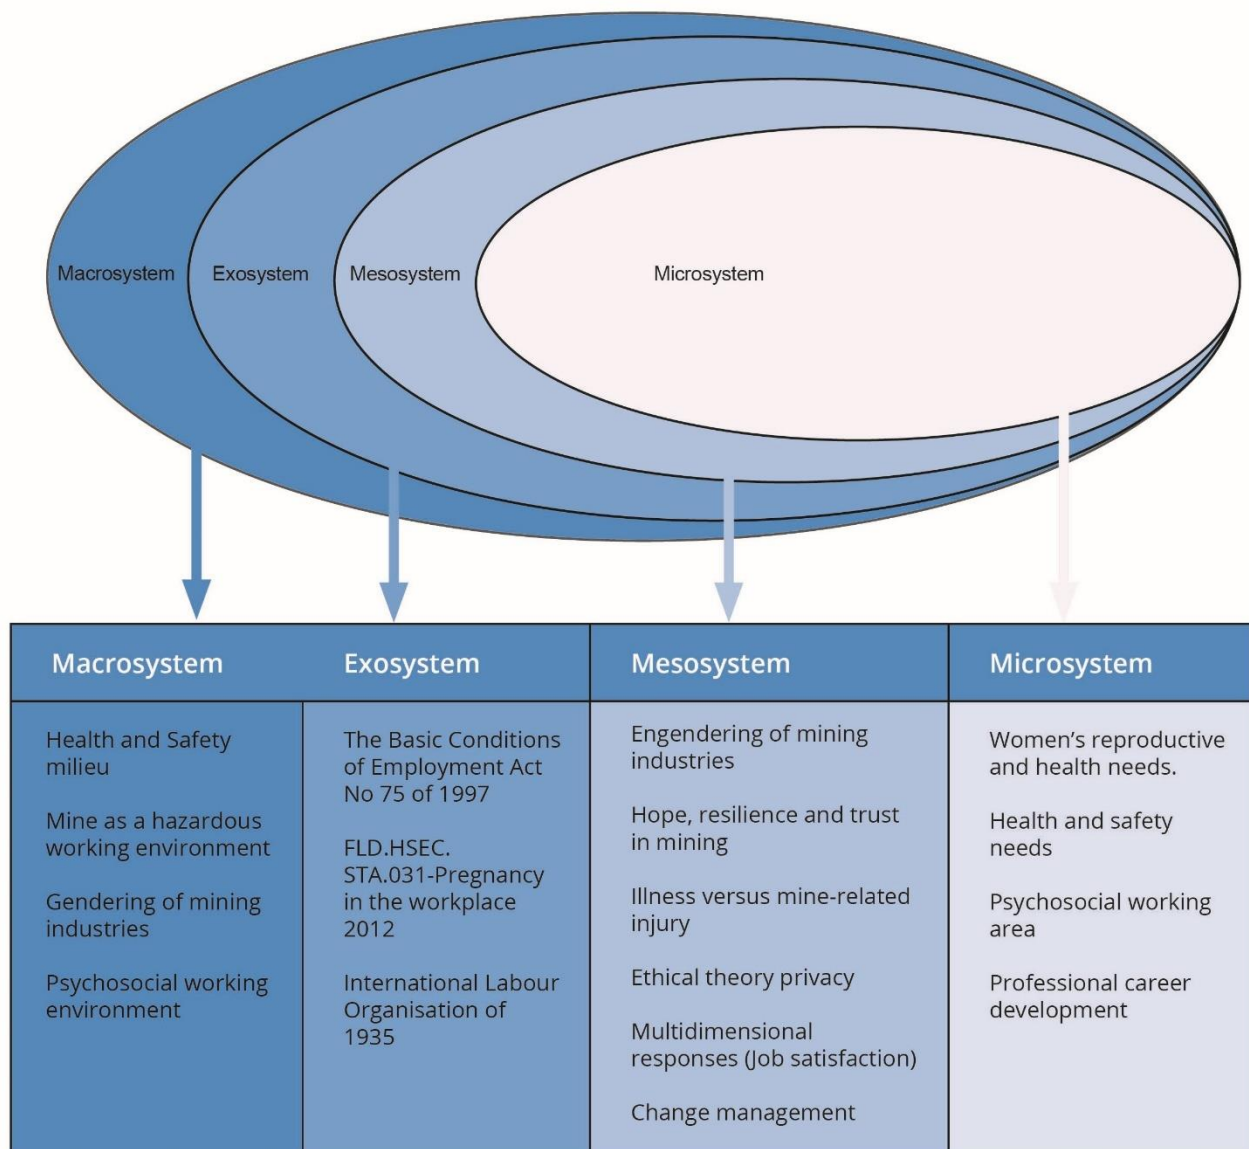 Macrosystem
Exosystem
Mesosystem
Microsystem
Macrosystem
Exosystem
Mesosystem
Microsystem
Health and Safety
milieu
Mine as a hazardous
working environment
Gendering of mining
industries
Psychosocial working
environment
The Basic Conditions
of Employment Act
No 75 of 1997
FLD.HSEC.
STA.031-Pregnancy
in the workplace
2012
International Labour
Organisation of
1935
Engendering of mining
industries
Hope, resilience and trust
in mining
Illness versus mine-related
injury
Ethical theory privacy
Multidimensional
responses (Job satisfaction)
Change management
Women’s reproductive
and health needs.
Health and safety
needs
Psychosocial working
area
Professional career
development